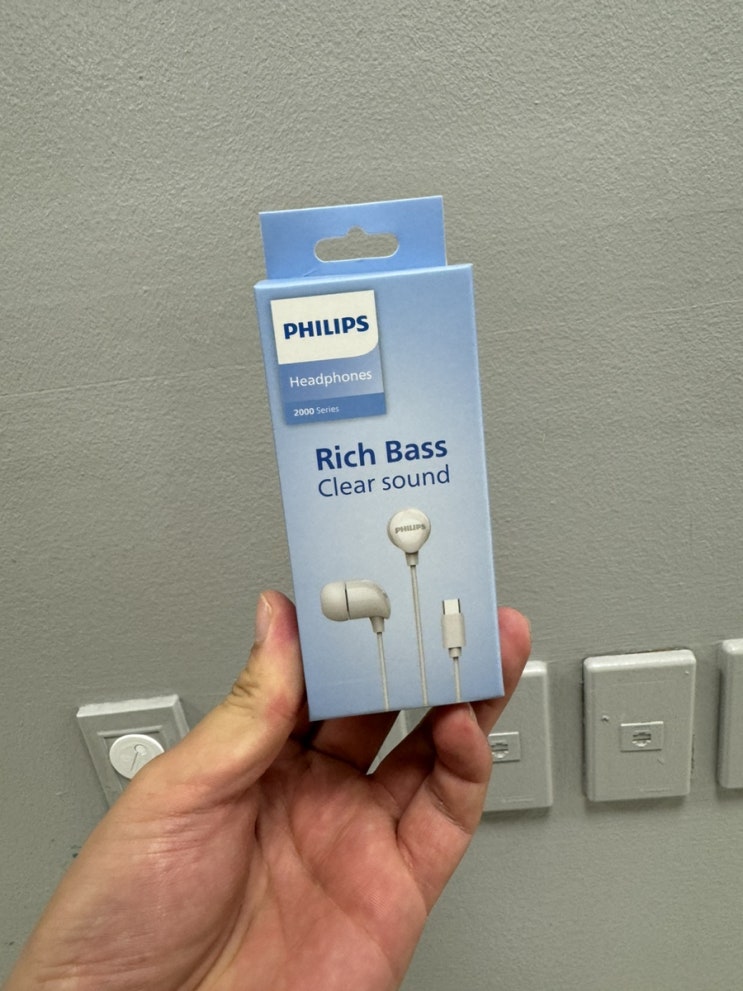 PHILIPS
Headphones
2000 Series
Rich Bass
Clear sound
PHILIPS